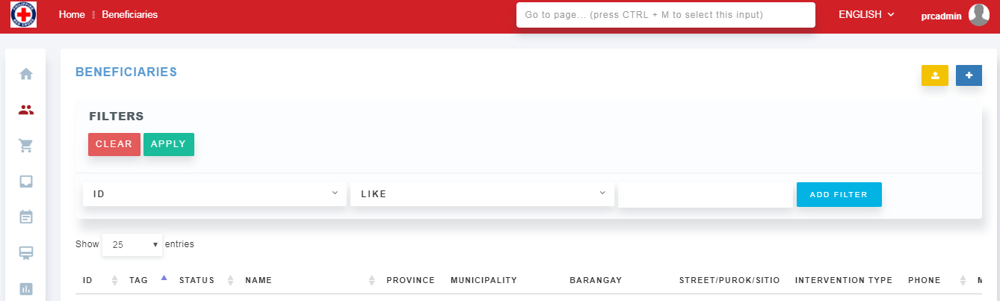 Home Beneficiaries Go to page... (press CTRL + M to select this input) ENGLISH prcadmin
BENEFICIARIES
FILTERS
CLEAR APPLY
ID LIKE ADD FILTER
Show 25 entries
ID TAG STATUS NAME PROVINCE MUNICIPALITY BARANGAY STREET/PUROK/SITIO INTERVENTION TYPE PHONE